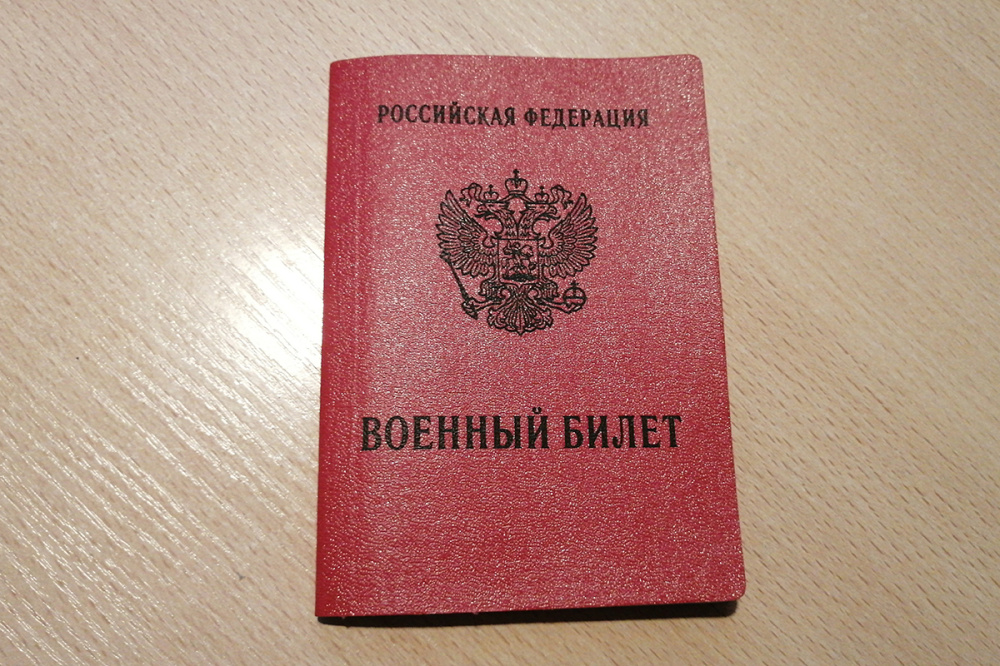 РОССИЙСКАЯ ФЕДЕРАЦИЯ
ВОЕННЫЙ БИЛЕТ